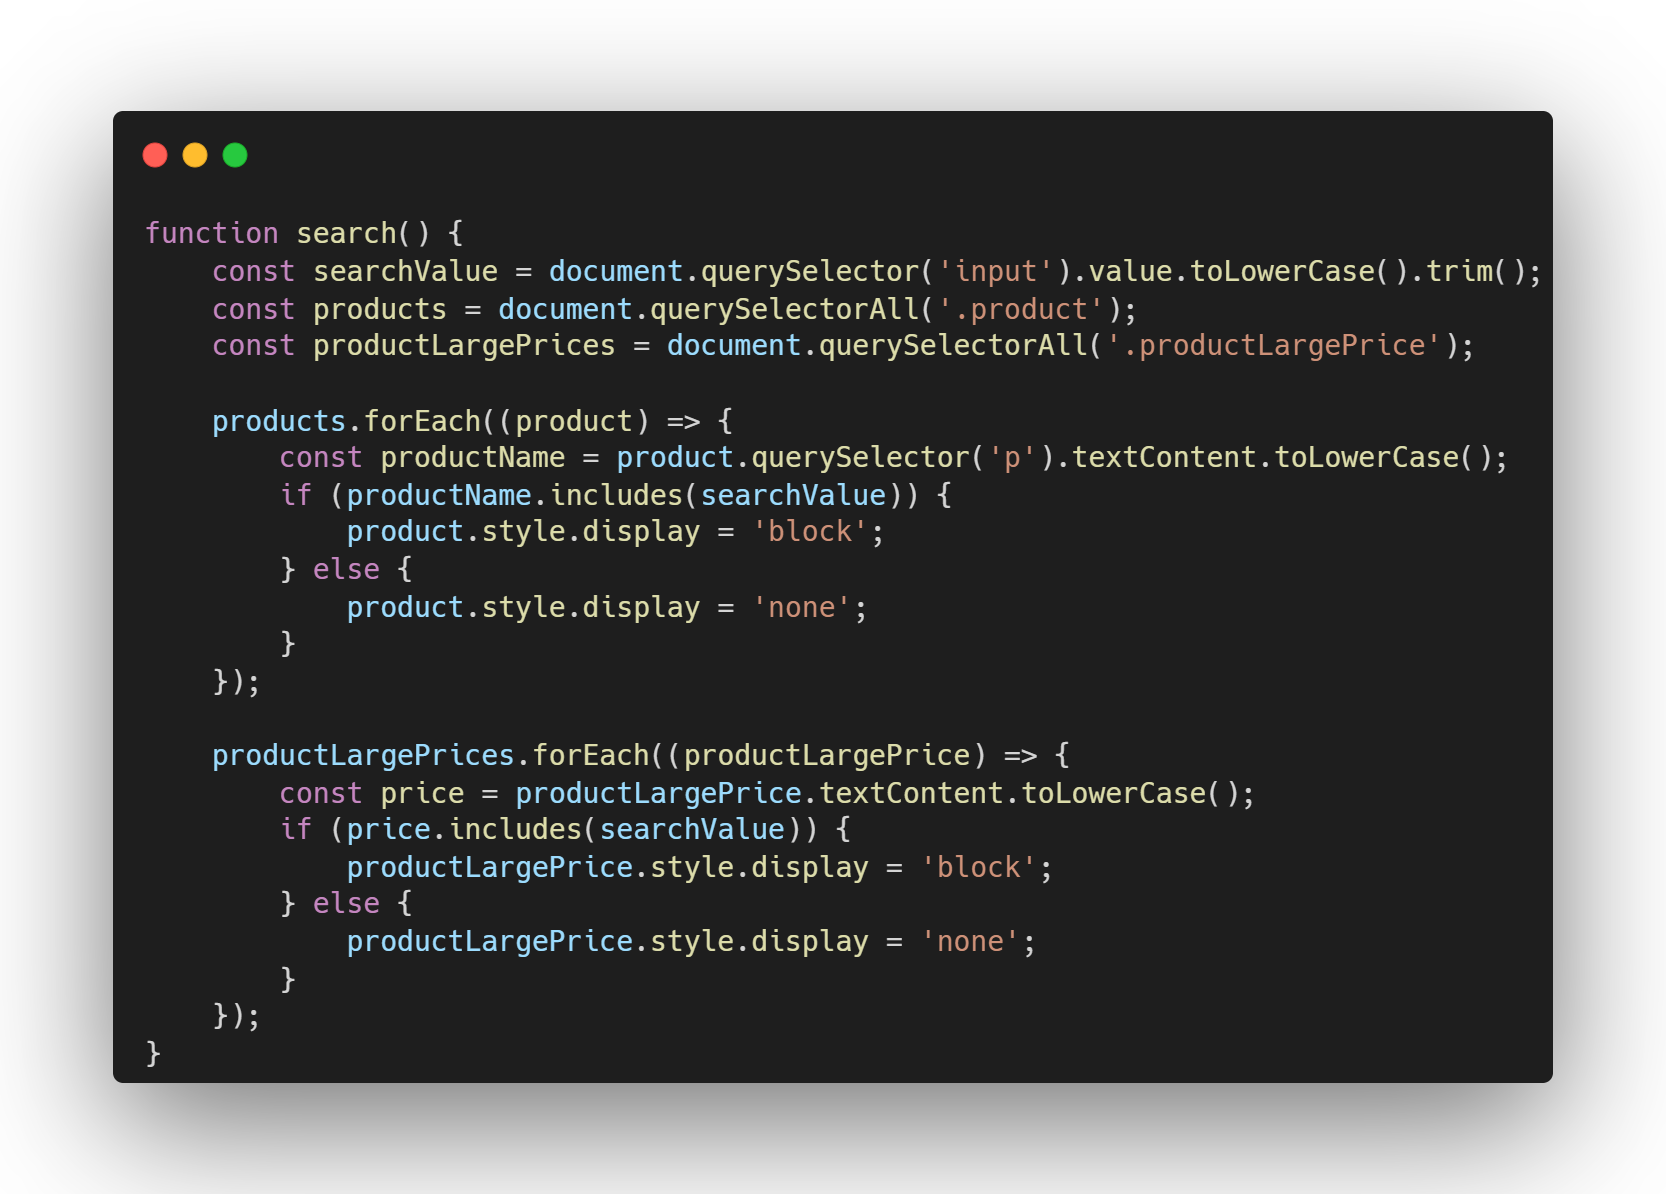 function search() {
    const searchValue = document.querySelector('input').value.toLowerCase().trim();
    const products = document.querySelectorAll('.product');
    const productLargePrices = document.querySelectorAll('.productLargePrice');

    products.forEach((product) => {
        const productName = product.querySelector('p').textContent.toLowerCase();
        if (productName.includes(searchValue)) {
            product.style.display = 'block';
        } else {
            product.style.display = 'none';
        }
    });

    productLargePrices.forEach((productLargePrice) => {
        const price = productLargePrice.textContent.toLowerCase();
        if (price.includes(searchValue)) {
            productLargePrice.style.display = 'block';
        } else {
            productLargePrice.style.display = 'none';
        }
    });
}